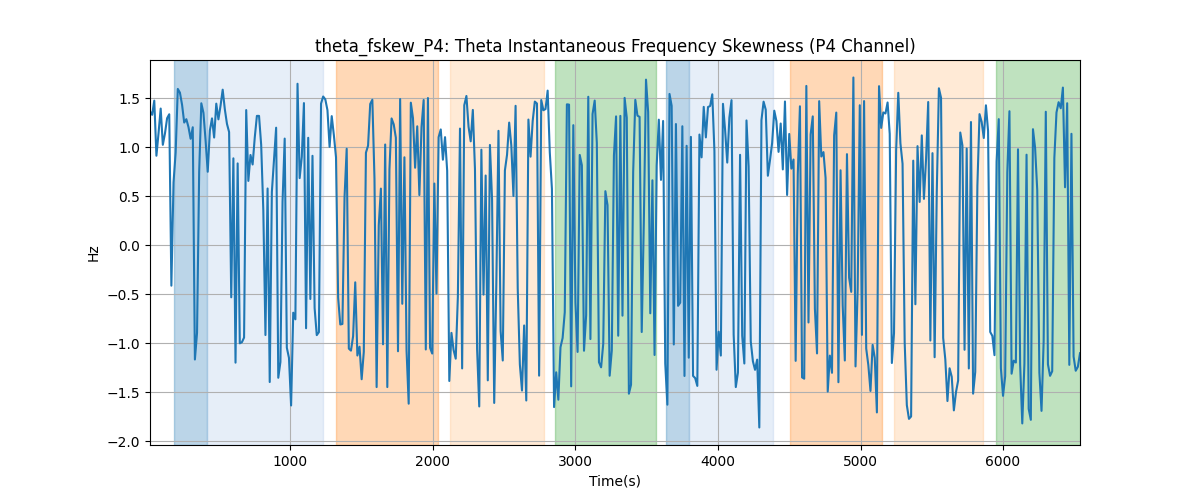 theta_fskew_P4: Theta Instantaneous Frequency Skewness (P4 Channel)
Hz
1.5
1.0
0.5
0.0
−0.5
−1.0
−1.5
−2.0
1000 2000 3000 4000 5000 6000
Time(s)